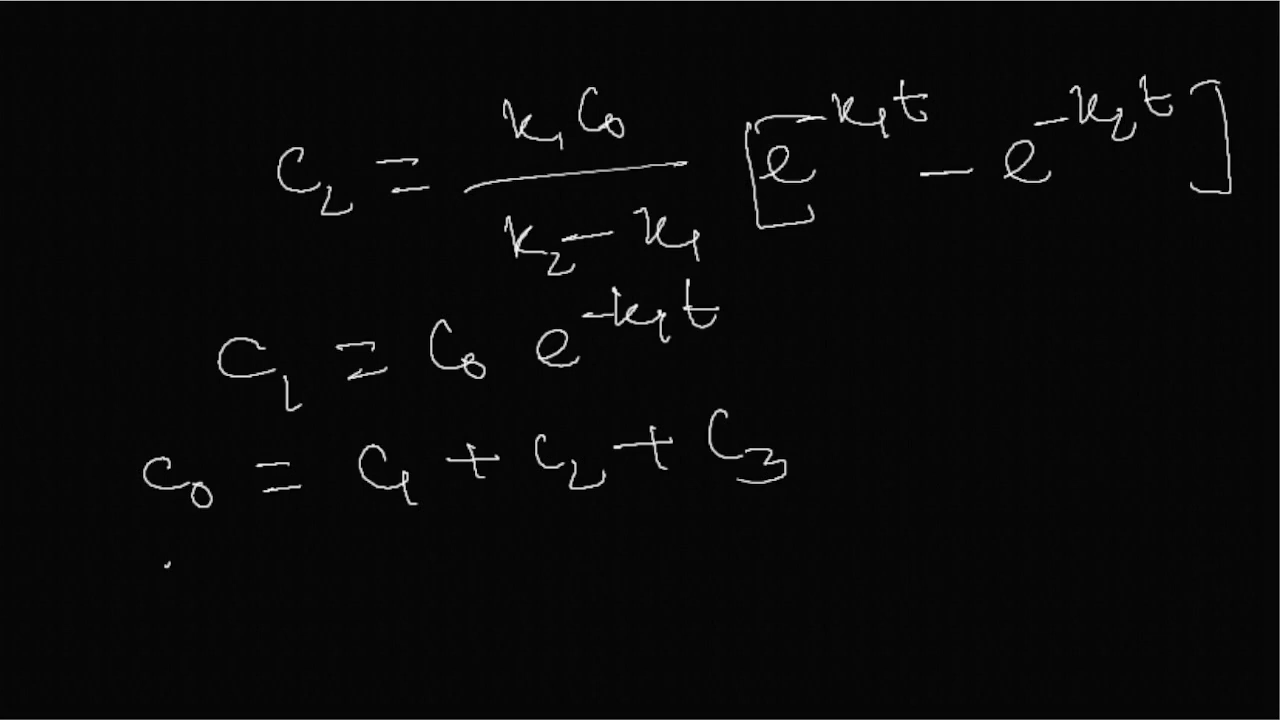 C₂ = k₁C₀ / (k₂ - k₁) [e^(-k₁t) - e^(-k₂t)]
C₁ = C₀ e^(-k₁t)
C₀ = C₁ + C₂ + C₃